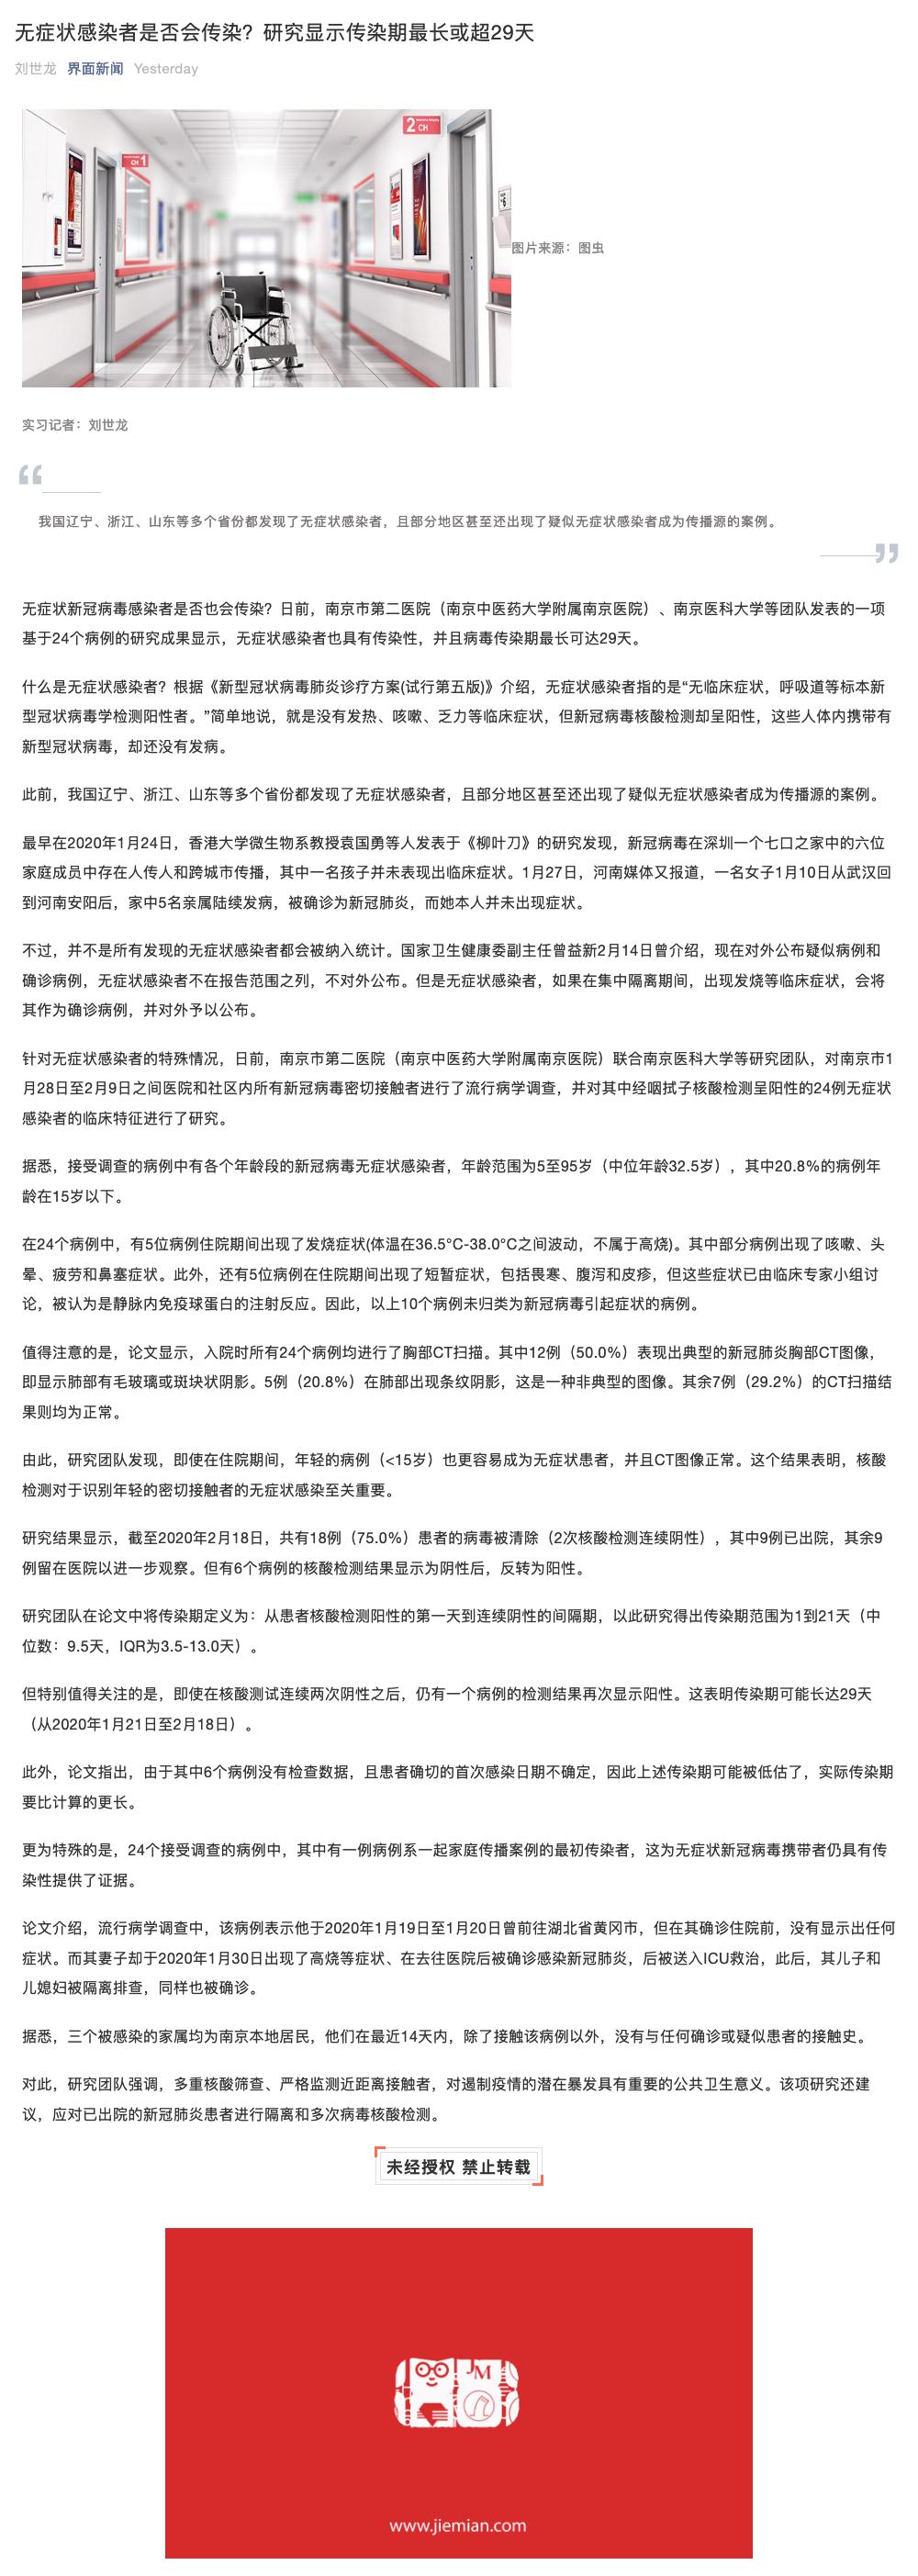 无症状感染者是否会传染？研究显示传染期最长或超29天
刘世龙 界面新闻 Yesterday
CH 1
2 CH
6
图片来源：图虫
实习记者：刘世龙
“
我国辽宁、浙江、山东等多个省份都发现了无症状感染者，且部分地区甚至还出现了疑似无症状感染者成为传播源的案例。
”
无症状新冠病毒感染者是否也会传染？日前，南京市第二医院（南京中医药大学附属南京医院）、南京医科大学等团队发表的一项
基于24个病例的研究成果显示，无症状感染者也具有传染性，并且病毒传染期最长可达29天。
什么是无症状感染者？根据《新型冠状病毒肺炎诊疗方案(试行第五版)》介绍，无症状感染者指的是“无临床症状，呼吸道等标本新
型冠状病毒学检测阳性者。”简单地说，就是没有发热、咳嗽、乏力等临床症状，但新冠病毒核酸检测却呈阳性，这些人体内携带有
新型冠状病毒，却还没有发病。
此前，我国辽宁、浙江、山东等多个省份都发现了无症状感染者，且部分地区甚至还出现了疑似无症状感染者成为传播源的案例。
最早在2020年1月24日，香港大学微生物系教授袁国勇等人发表于《柳叶刀》的研究发现，新冠病毒在深圳一个七口之家中的六位
家庭成员中存在人传人和跨城市传播，其中一名孩子并未表现出临床症状。1月27日，河南媒体又报道，一名女子1月10日从武汉回
到河南安阳后，家中5名亲属陆续发病，被确诊为新冠肺炎，而她本人并未出现症状。
不过，并不是所有发现的无症状感染者都会被纳入统计。国家卫生健康委副主任曾益新2月14日曾介绍，现在对外公布疑似病例和
确诊病例，无症状感染者不在报告范围之列，不对外公布。但是无症状感染者，如果在集中隔离期间，出现发烧等临床症状，会将
其作为确诊病例，并对外予以公布。
针对无症状感染者的特殊情况，日前，南京市第二医院（南京中医药大学附属南京医院）联合南京医科大学等研究团队，对南京市1
月28日至2月9日之间医院和社区内所有新冠病毒密切接触者进行了流行病学调查，并对其中经咽拭子核酸检测呈阳性的24例无症状
感染者的临床特征进行了研究。
据悉，接受调查的病例中有各个年龄段的新冠病毒无症状感染者，年龄范围为5至95岁（中位年龄32.5岁），其中20.8%的病例年
龄在15岁以下。
在24个病例中，有5位病例住院期间出现了发烧症状(体温在36.5°C-38.0°C之间波动，不属于高烧)。其中部分病例出现了咳嗽、头
晕、疲劳和鼻塞症状。此外，还有5位病例在住院期间出现了短暂症状，包括畏寒、腹泻和皮疹，但这些症状已由临床专家小组讨
论，被认为是静脉内免疫球蛋白的注射反应。因此，以上10个病例未归类为新冠病毒引起症状的病例。
值得注意的是，论文显示，入院时所有24个病例均进行了胸部CT扫描。其中12例（50.0%）表现出典型的新冠肺炎胸部CT图像，
即显示肺部有毛玻璃或斑块状阴影。5例（20.8%）在肺部出现条纹阴影，这是一种非典型的图像。其余7例（29.2%）的CT扫描结
果则均为正常。
由此，研究团队发现，即使在住院期间，年轻的病例（<15岁）也更容易成为无症状患者，并且CT图像正常。这个结果表明，核酸
检测对于识别年轻的密切接触者的无症状感染至关重要。
研究结果显示，截至2020年2月18日，共有18例（75.0%）患者的病毒被清除（2次核酸检测连续阴性），其中9例已出院，其余9
例留在医院以进一步观察。但有6个病例的核酸检测结果显示为阴性后，反转为阳性。
研究团队在论文中将传染期定义为：从患者核酸检测阳性的第一天到连续阴性的间隔期，以此研究得出传染期范围为1到21天（中
位数：9.5天，IQR为3.5-13.0天）。
但特别值得关注的是，即使在核酸测试连续两次阴性之后，仍有一个病例的检测结果再次显示阳性。这表明传染期可能长达29天
（从2020年1月21日至2月18日）。
此外，论文指出，由于其中6个病例没有检查数据，且患者确切的首次感染日期不确定，因此上述传染期可能被低估了，实际传染期
要比计算的更长。
更为特殊的是，24个接受调查的病例中，其中有一例病例系一起家庭传播案例的最初传染者，这为无症状新冠病毒携带者仍具有传
染性提供了证据。
论文介绍，流行病学调查中，该病例表示他于2020年1月19日至1月20日曾前往湖北省黄冈市，但在其确诊住院前，没有显示出任何
症状。而其妻子却于2020年1月30日出现了高烧等症状、在去往医院后被确诊感染新冠肺炎，后被送入ICU救治，此后，其儿子和
儿媳妇被隔离排查，同样也被确诊。
据悉，三个被感染的家属均为南京本地居民，他们在最近14天内，除了接触该病例以外，没有与任何确诊或疑似患者的接触史。
对此，研究团队强调，多重核酸筛查、严格监测近距离接触者，对遏制疫情的潜在暴发具有重要的公共卫生意义。该项研究还建
议，应对已出院的新冠肺炎患者进行隔离和多次病毒核酸检测。
未经授权 禁止转载
JM
www.jiemian.com